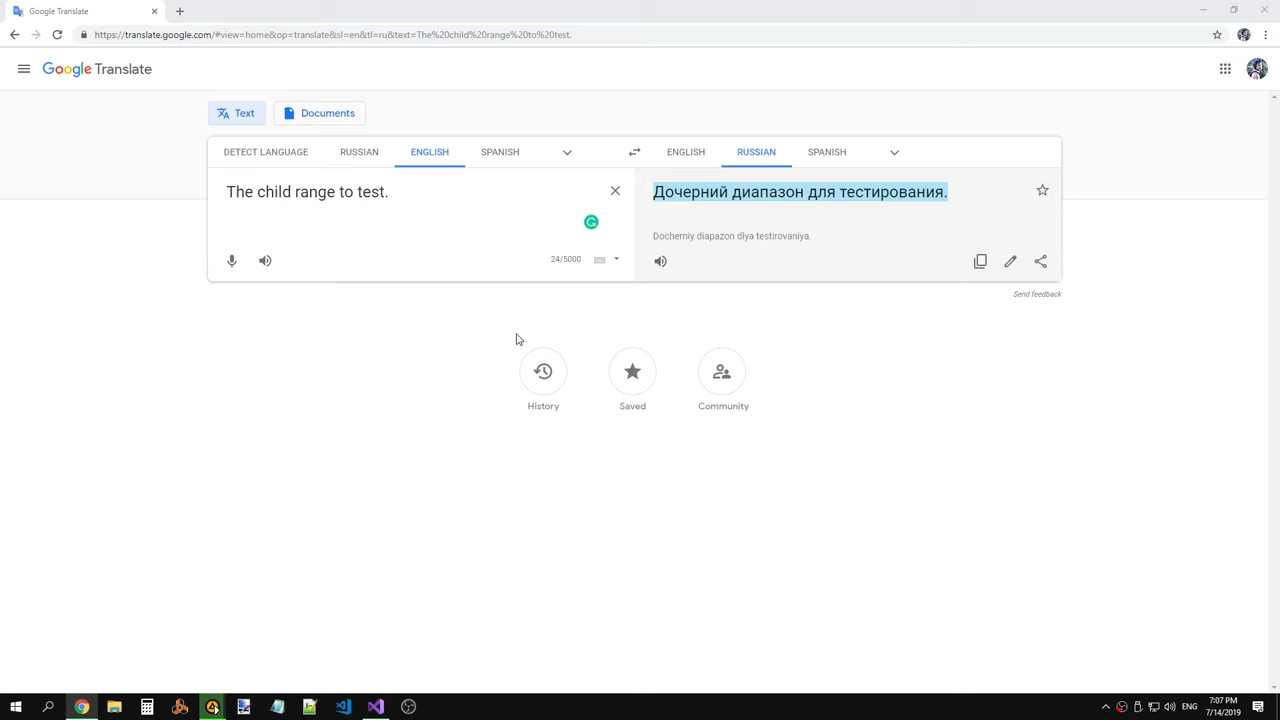 Google Translate
https://translate.google.com/#view=home&op=translate&sl=en&tl=ru&text=The%20child%20range%20to%20test.
Google Translate
Text
Documents
DETECT LANGUAGE RUSSIAN ENGLISH SPANISH
ENGLISH RUSSIAN SPANISH
The child range to test.
Дочерний диапазон для тестирования.
Docherniy diapazon dlya testirovaniya.
24/5000
Send feedback
History
Saved
Community
ENG
7:07 PM
7/14/2019